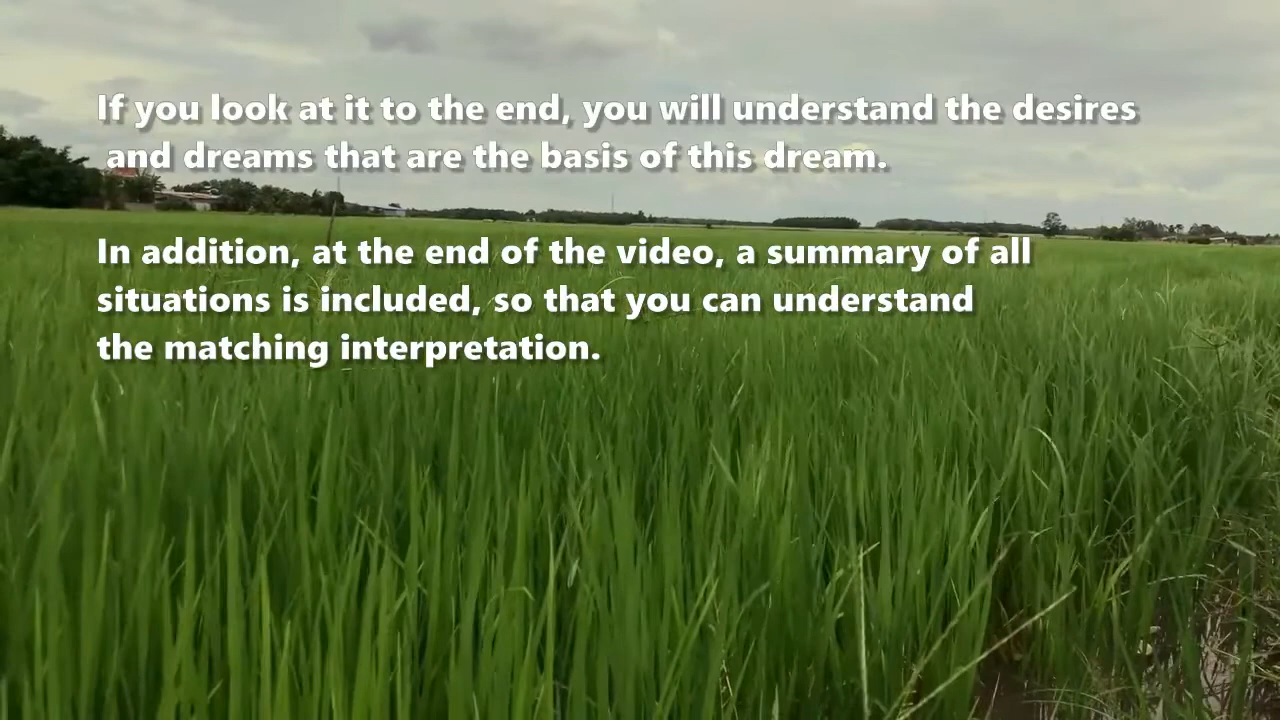 If you look at it to the end, you will understand the desires
and dreams that are the basis of this dream.
In addition, at the end of the video, a summary of all
situations is included, so that you can understand
the matching interpretation.